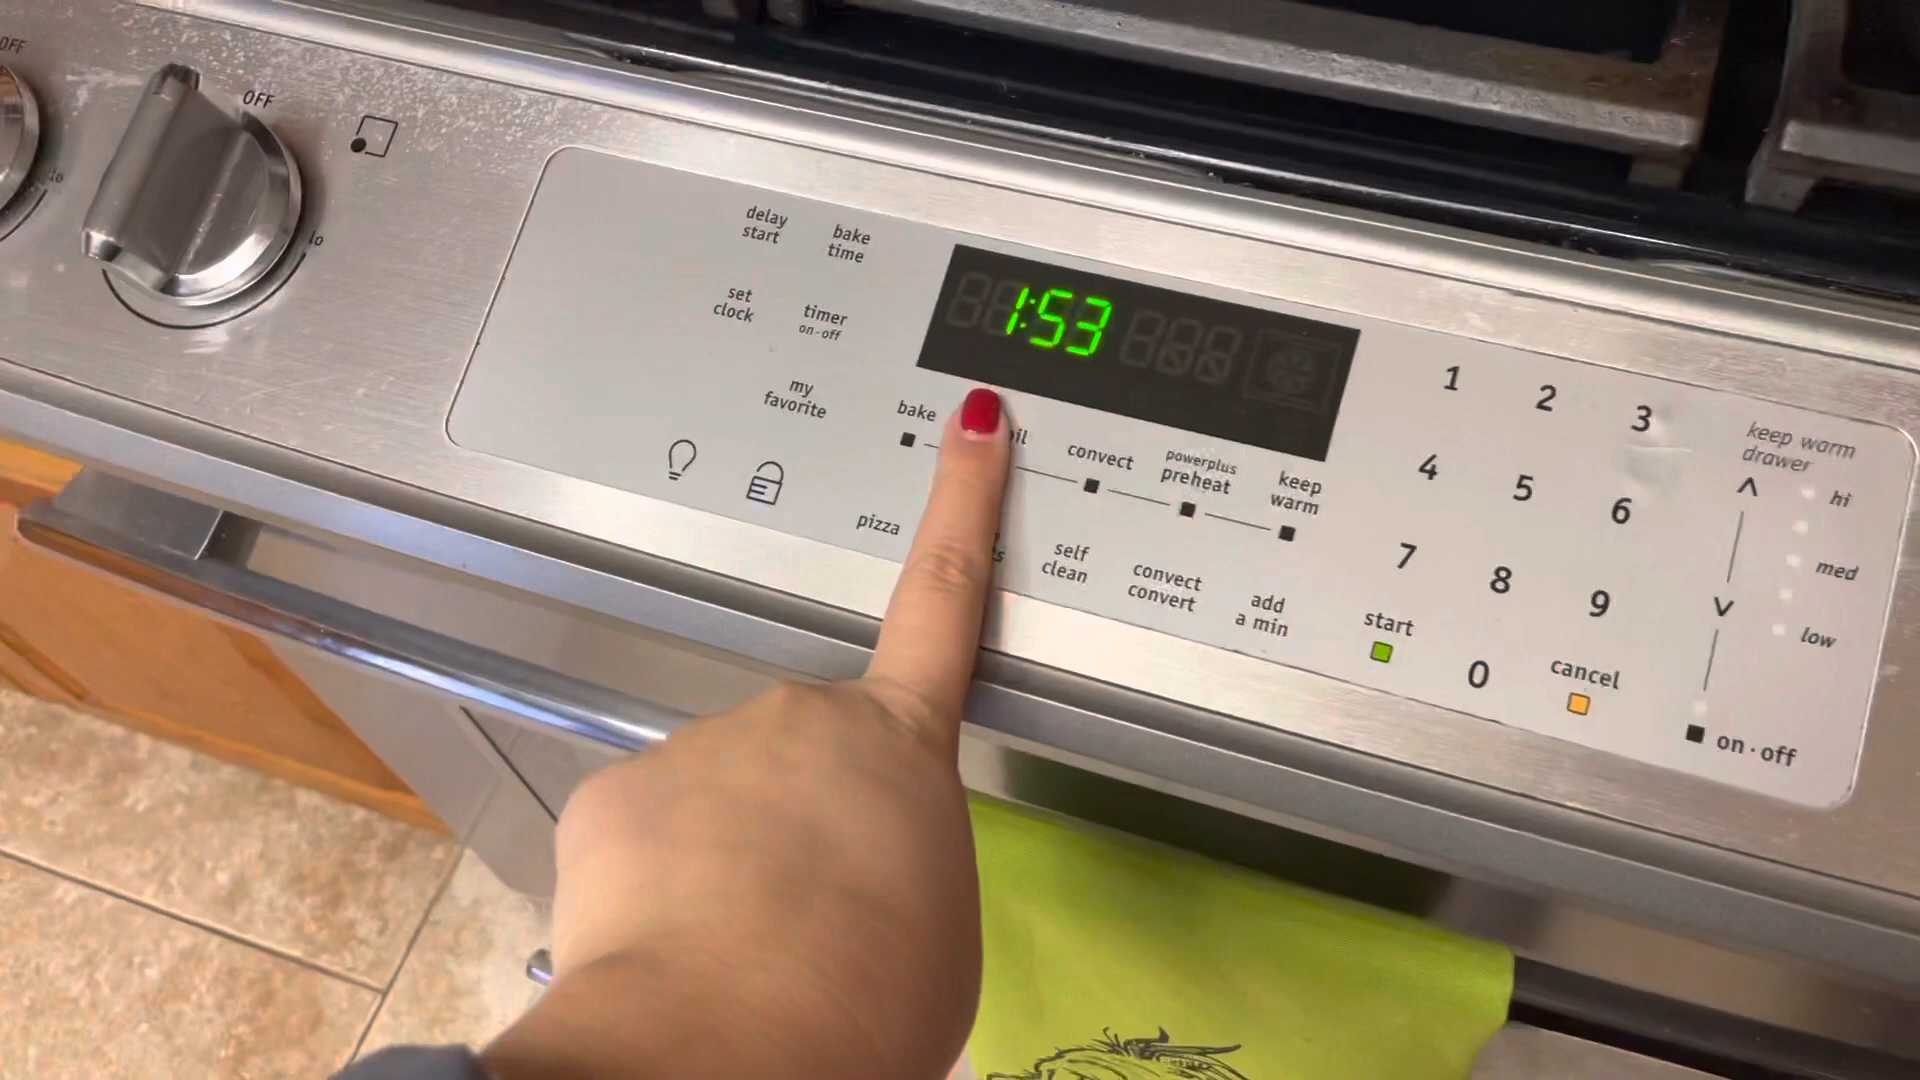 OFF
OFF
lo
lo
delay
start
bake
time
set
clock
timer
on-off
my
favorite
1:53
bake
convect
powerplus
preheat
keep
warm
pizza
self
clean
convect
convert
add
a min
1 2 3
4 5 6
7 8 9
0
start
cancel
keep warm
drawer
hi
med
low
on·off